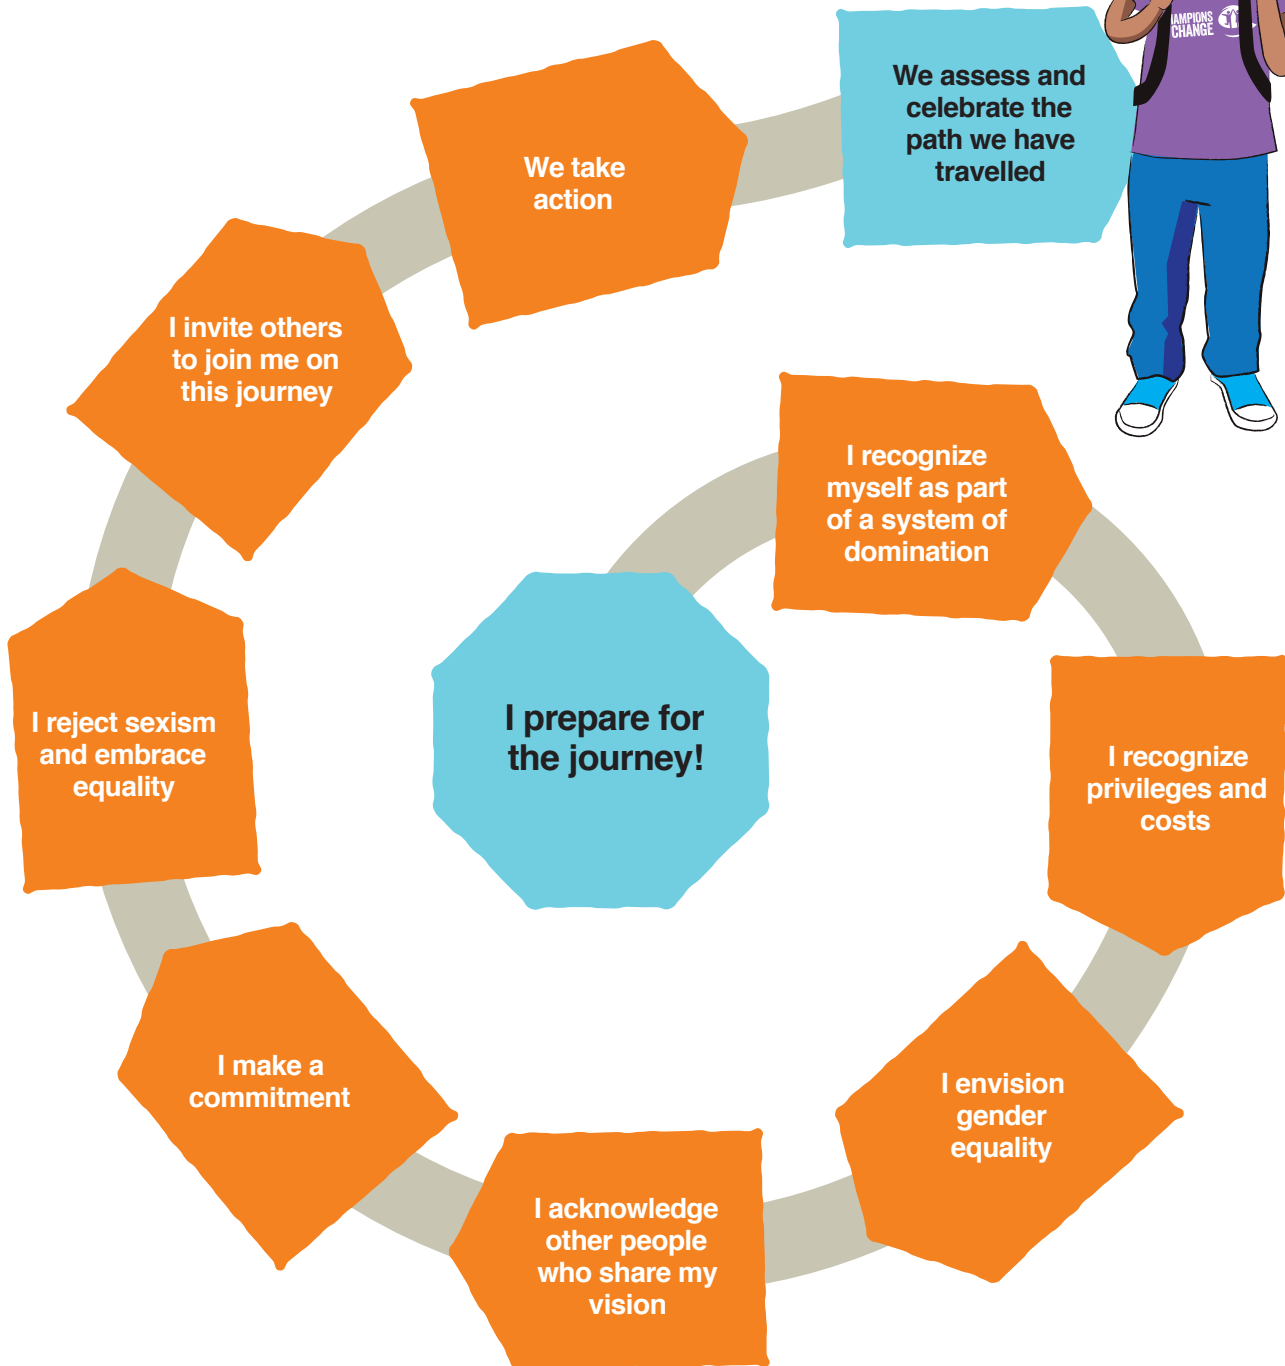 HAMPIONS
CHANGE
We assess and
celebrate the
path we have
travelled
We take
action
I invite others
to join me on
this journey
I recognize
myself as part
of a system of
domination
I prepare for
the journey!
I reject sexism
and embrace
equality
I recognize
privileges and
costs
I make a
commitment
I envision
gender
equality
I acknowledge
other people
who share my
vision